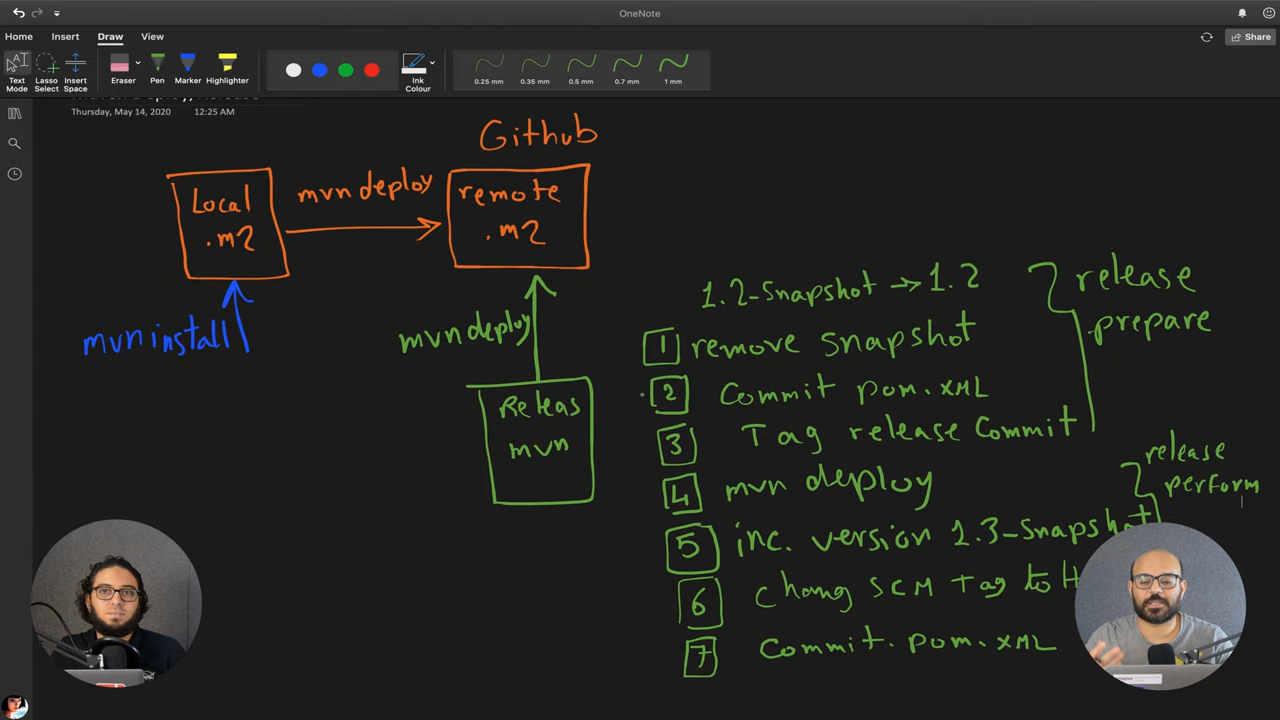 OneNote
Home
Insert
Draw
View
Share
Text Mode
Lasso Select
Insert Space
Eraser
Pen
Marker
Highlighter
Ink Colour
0.25 mm
0.35 mm
0.5 mm
0.7 mm
1 mm
Thursday, May 14, 2020
12:25 AM
Github
Local
.m2
mvn deploy
remote
.m2
mvn install
mvn deploy
Releas
mvn
1.2-Snapshot → 1.2
release
prepare
1 remove snapshot
2 Commit pom.XML
3 Tag release Commit
4 mvn deploy
release
perform
5 inc. version 1.3-Snapshot
6 Chang SCM Tag to
7 Commit. pom.XML